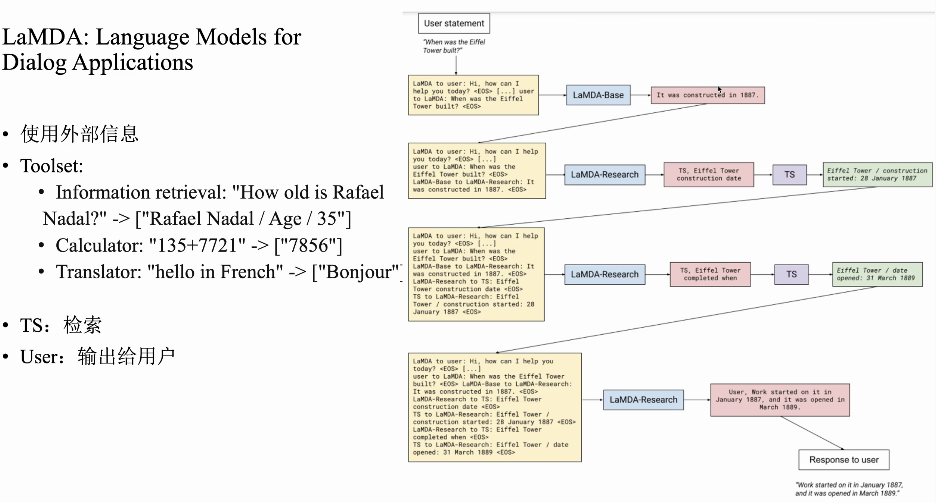 LaMDA: Language Models for
Dialog Applications
• 使用外部信息
• Toolset:
• Information retrieval: "How old is Rafael
Nadal?" -> ["Rafael Nadal / Age / 35"]
• Calculator: "135+7721" -> ["7856"]
• Translator: "hello in French" -> ["Bonjour"]
• TS：检索
• User：输出给用户
User statement
"When was the Eiffel
Tower built?"
LaMDA to user: Hi, how can I
help you today? <EOS> [...] user
to LaMDA: When was the Eiffel
Tower built? <EOS>
LaMDA-Base
It was constructed in 1887.
LaMDA to user: Hi, how can I help
you today? <EOS> [...]
user to LaMDA: When was the
Eiffel Tower built? <EOS>
LaMDA-Base to LaMDA-Research: It
was constructed in 1887. <EOS>
LaMDA-Research
TS, Eiffel Tower
construction date
TS
Eiffel Tower / construction
started: 28 January 1887
LaMDA to user: Hi, how can I help
you today? <EOS> [...]
user to LaMDA: When was the
Eiffel Tower built? <EOS>
LaMDA-Base to LaMDA-Research: It
was constructed in 1887. <EOS>
LaMDA-Research to TS: Eiffel
Tower construction date <EOS>
TS to LaMDA-Research: Eiffel
Tower / construction started: 28
January 1887 <EOS>
LaMDA-Research
TS, Eiffel Tower
completed when
TS
Eiffel Tower / date
opened: 31 March 1889
LaMDA to user: Hi, how can I help you
today? <EOS> [...]
user to LaMDA: When was the Eiffel Tower
built? <EOS> LaMDA-Base to LaMDA-Research:
It was constructed in 1887. <EOS>
LaMDA-Research to TS: Eiffel Tower
construction date <EOS>
TS to LaMDA-Research: Eiffel Tower /
construction started: 28 January 1887 <EOS>
LaMDA-Research to TS: Eiffel Tower
completed when <EOS>
TS to LaMDA-Research: Eiffel Tower / date
opened: 31 March 1889 <EOS>
LaMDA-Research
User, Work started on it in
January 1887, and it was opened in
March 1889.
Response to user
"Work started on it in January 1887,
and it was opened in March 1889."